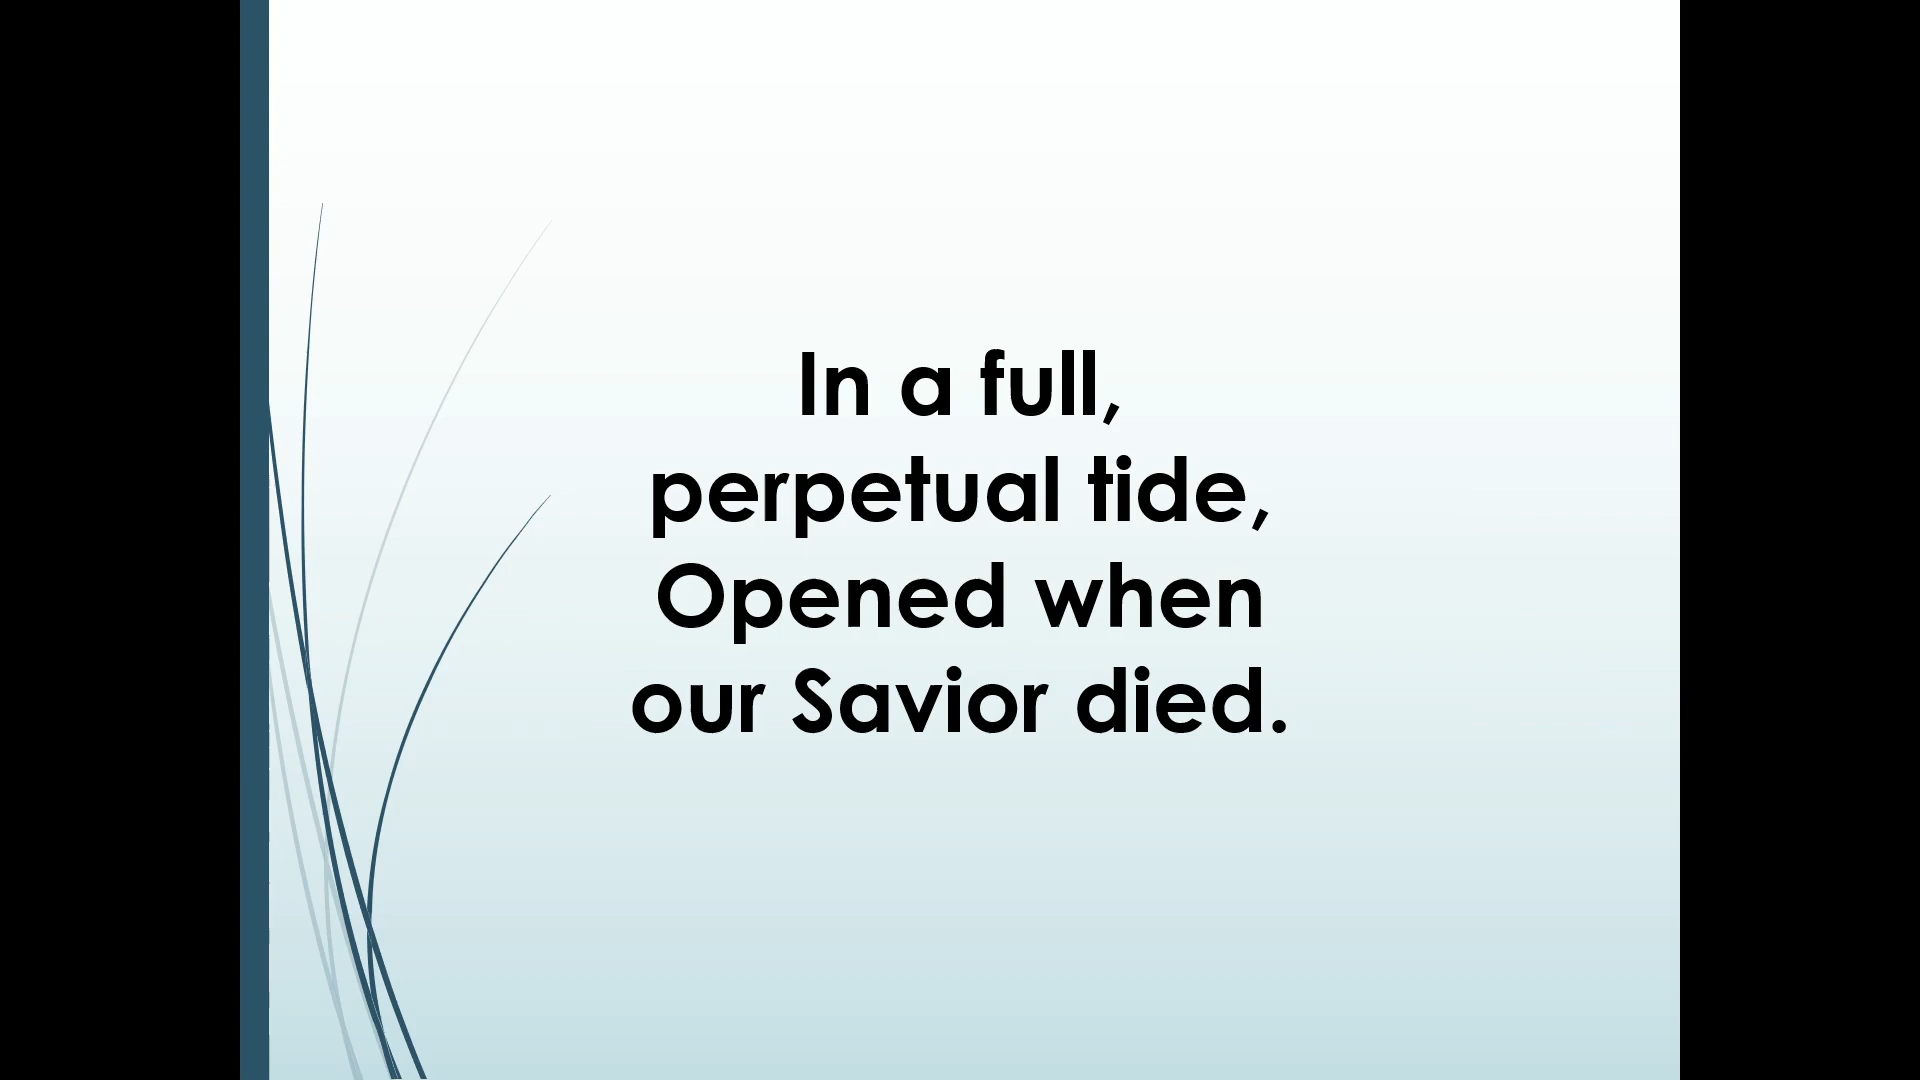 In a full,
perpetual tide,
Opened when
our Savior died.